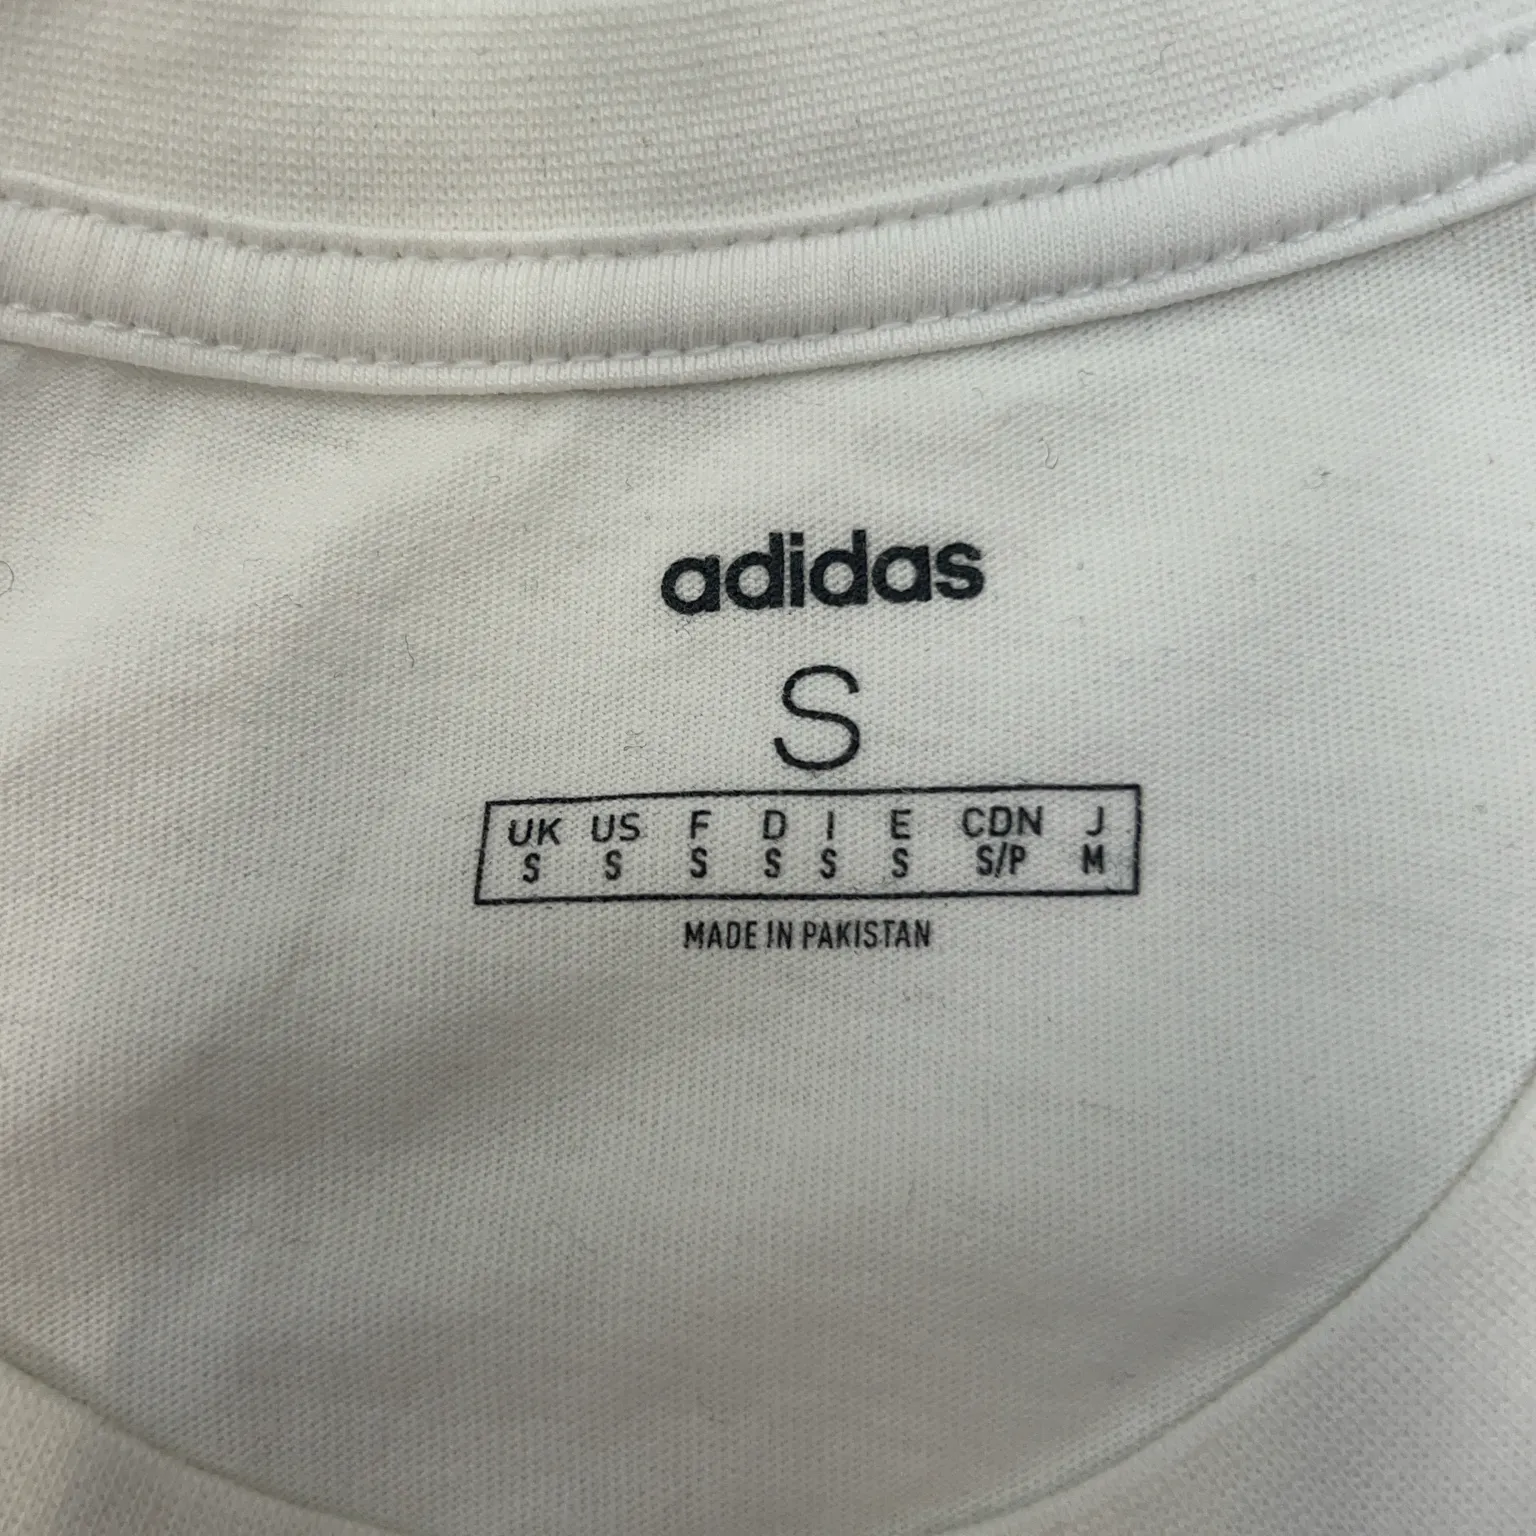 adidas
S
UK US F D I E CDN J
S S S S S S S/P M
MADE IN PAKISTAN